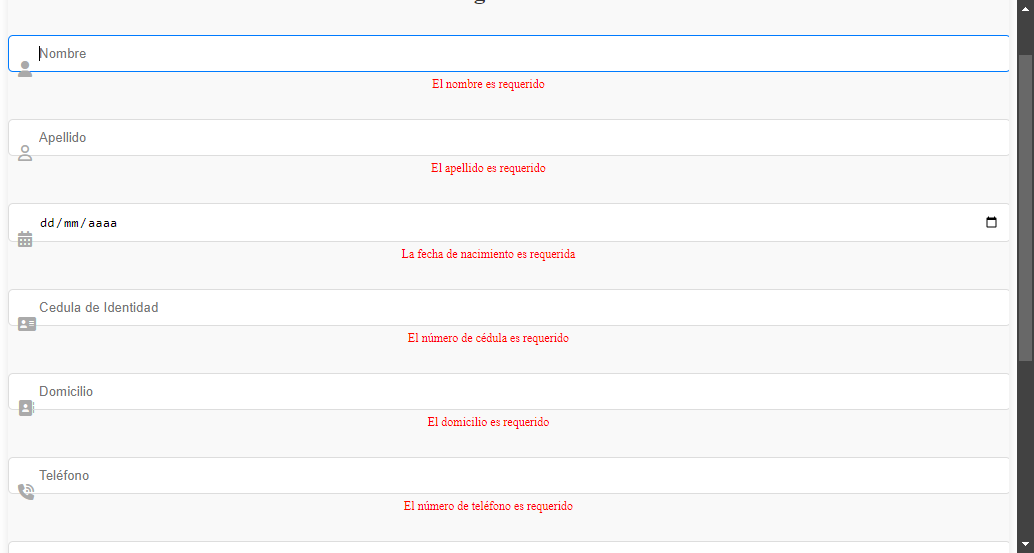 Nombre
El nombre es requerido
Apellido
El apellido es requerido
dd/mm/aaaa
La fecha de nacimiento es requerida
Cedula de Identidad
El número de cédula es requerido
Domicilio
El domicilio es requerido
Teléfono
El número de teléfono es requerido